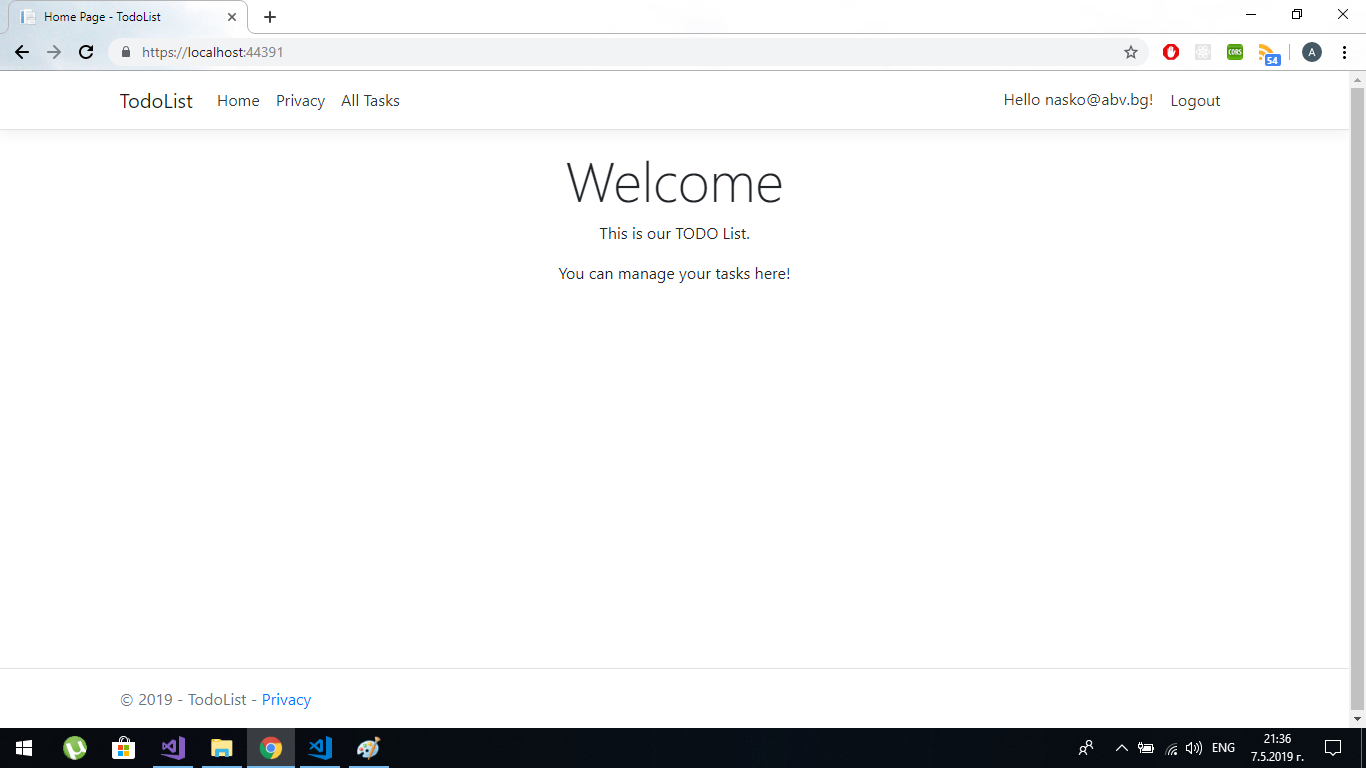 Home Page - TodoList
https://localhost:44391
CORS
54
A
TodoList Home Privacy All Tasks Hello nasko@abv.bg! Logout
Welcome
This is our TODO List.
You can manage your tasks here!
© 2019 - TodoList - Privacy
ЕНГ
21:36
7.5.2019 г.